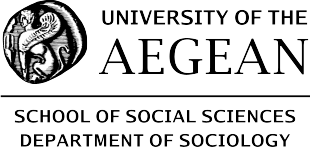 UNIVERSITY OF THE
AEGEAN
SCHOOL OF SOCIAL SCIENCES
DEPARTMENT OF SOCIOLOGY